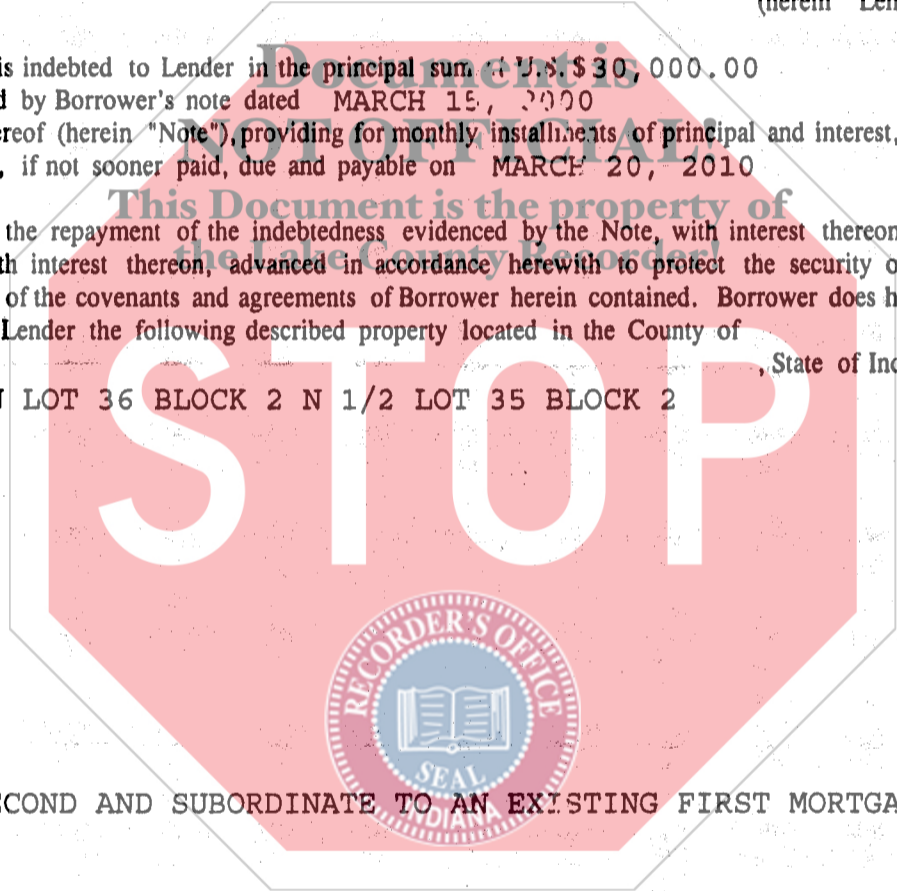 (herein Len
is indebted to Lender in the principal sum U.S.$30,000.00
by Borrower's note dated MARCH 15, 2000
ereof (herein "Note"), providing for monthly installments of principal and interest,
, if not sooner paid, due and payable on MARCH 20, 2010
Document is
NOT OFFICIAL!
This Document is the property of
the Lake County Recorder!
the repayment of the indebtedness evidenced by the Note, with interest thereon
th interest thereon, advanced in accordance herewith to protect the security o
of the covenants and agreements of Borrower herein contained. Borrower does h
Lender the following described property located in the County of
, State of Ind
LOT 36 BLOCK 2 N 1/2 LOT 35 BLOCK 2
STOP
RECORDER'S OFFICE
SEAL
INDIANA
ECOND AND SUBORDINATE TO AN EXISTING FIRST MORTGA